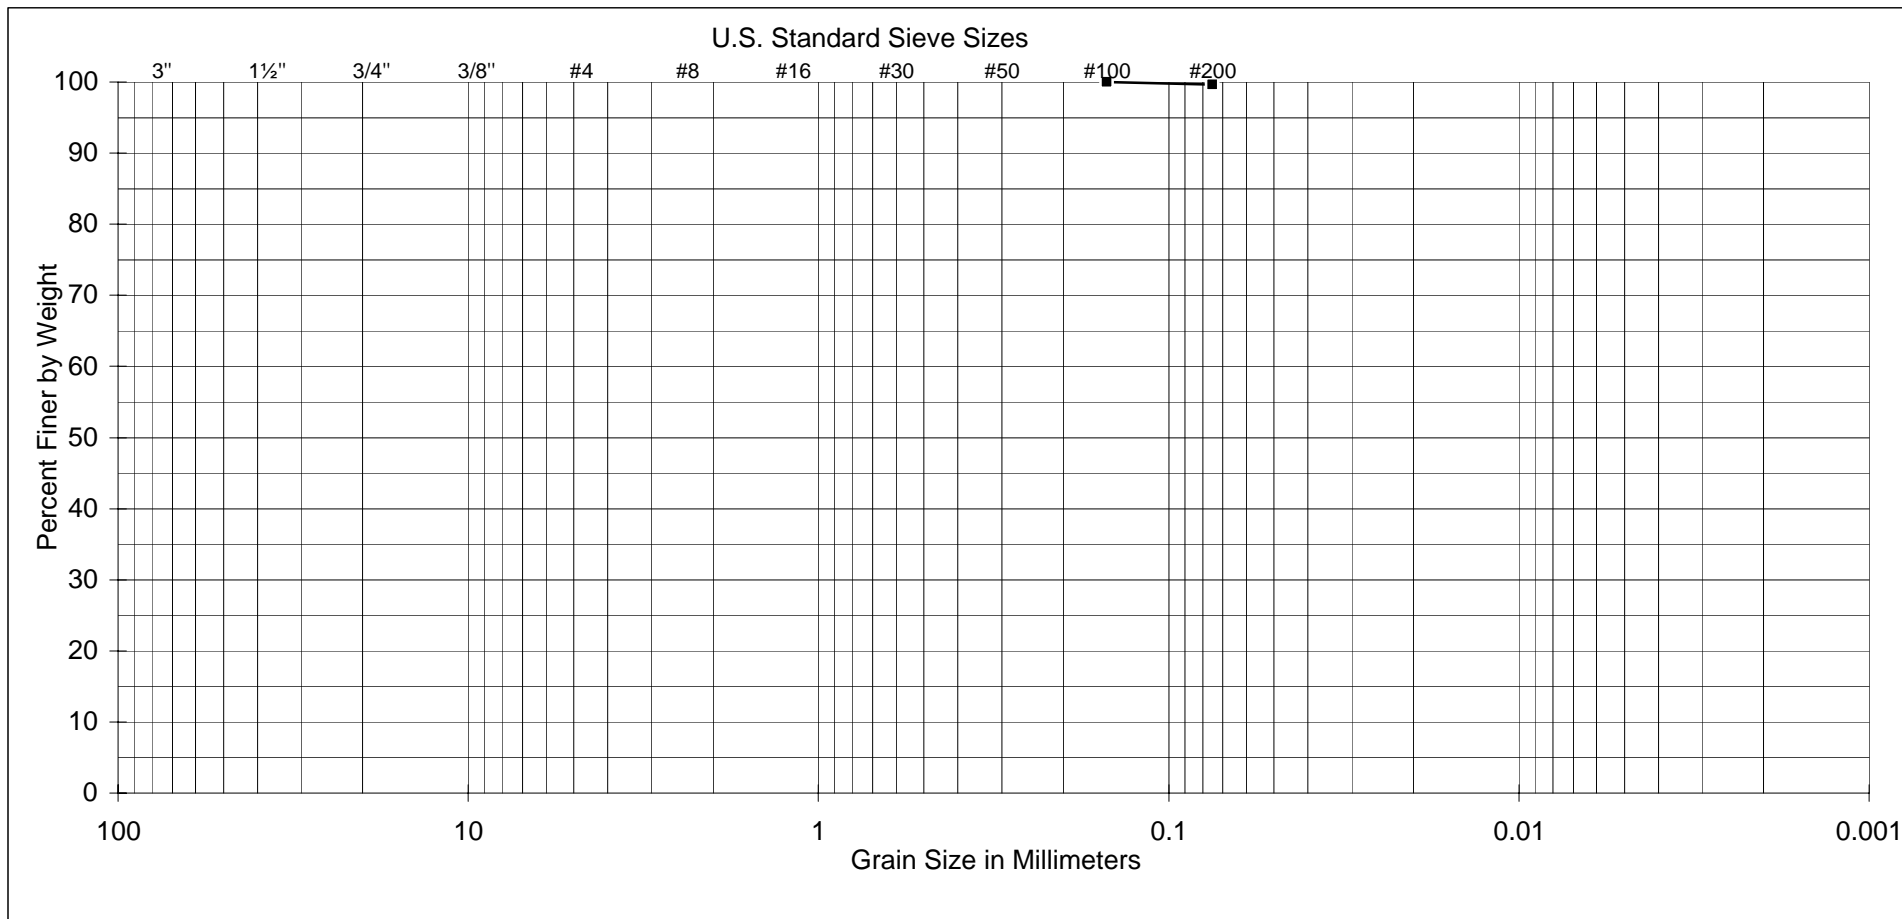 U.S. Standard Sieve Sizes
3" 1½" 3/4" 3/8" #4 #8 #16 #30 #50 #100 #200
100
90
80
70
60
50
40
30
20
10
0
Percent Finer by Weight
100 10 1 0.1 0.01 0.001
Grain Size in Millimeters